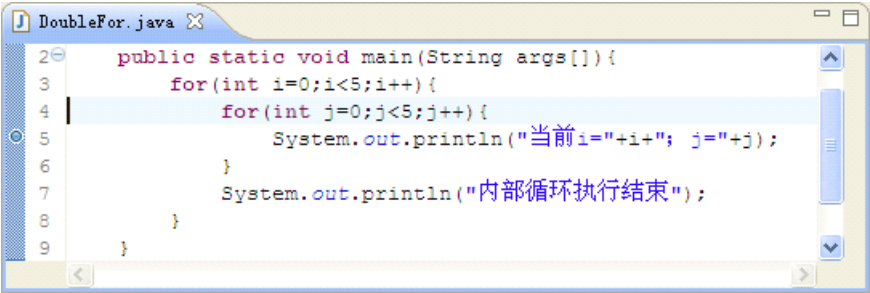 DoubleFor.java
2 public static void main(String args[]){
3 for(int i=0;i<5;i++){
4 for(int j=0;j<5;j++){
5 System.out.println("当前i="+i+"；j="+j);
6 }
7 System.out.println("内部循环执行结束");
8 }
9 }